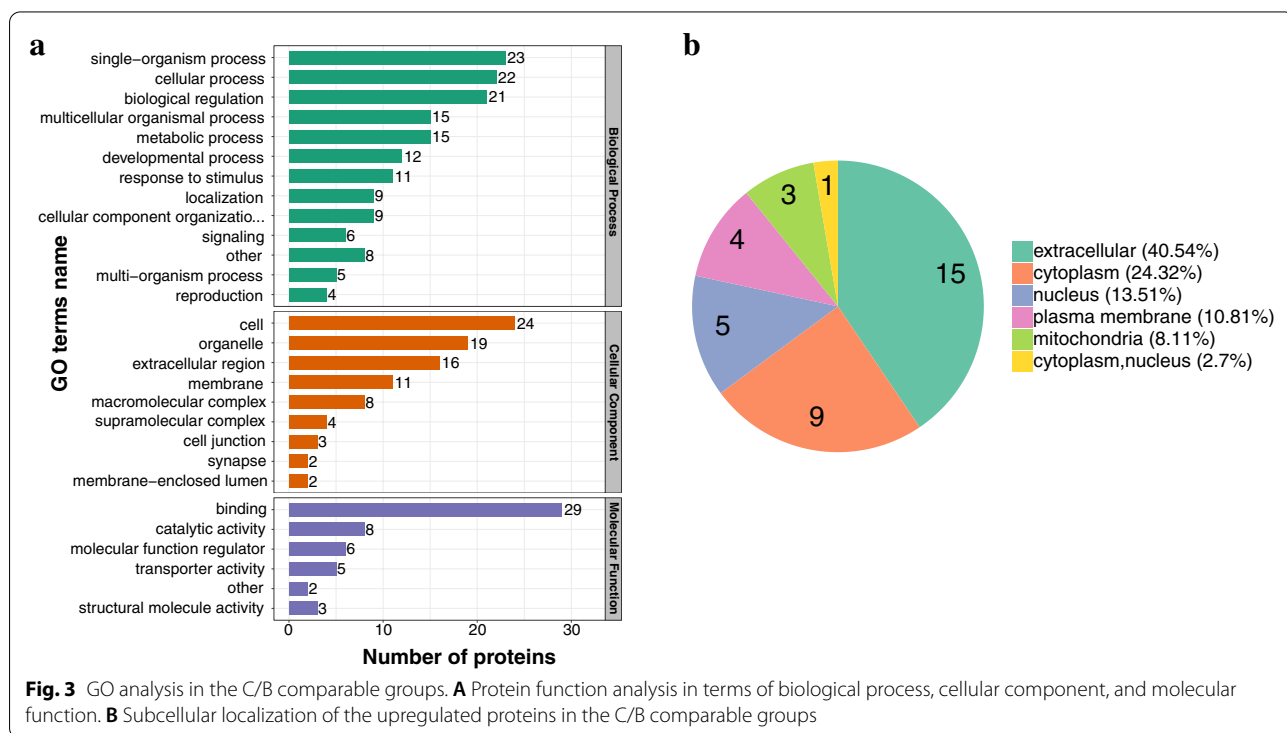 a
GO terms name
single−organism process 23
cellular process 22
biological regulation 21
multicellular organismal process 15
metabolic process 15
developmental process 12
response to stimulus 11
localization 9
cellular component organizatio... 9
signaling 6
other 8
multi−organism process 5
reproduction 4
Biological Process
cell 24
organelle 19
extracellular region 16
membrane 11
macromolecular complex 8
supramolecular complex 4
cell junction 3
synapse 2
membrane−enclosed lumen 2
Cellular Component
binding 29
catalytic activity 8
molecular function regulator 6
transporter activity 5
other 2
structural molecule activity 3
Molecular Function
0 10 20 30
Number of proteins
b
15
9
5
4
3
1
extracellular (40.54%)
cytoplasm (24.32%)
nucleus (13.51%)
plasma membrane (10.81%)
mitochondria (8.11%)
cytoplasm,nucleus (2.7%)
Fig. 3 GO analysis in the C/B comparable groups. A Protein function analysis in terms of biological process, cellular component, and molecular
function. B Subcellular localization of the upregulated proteins in the C/B comparable groups